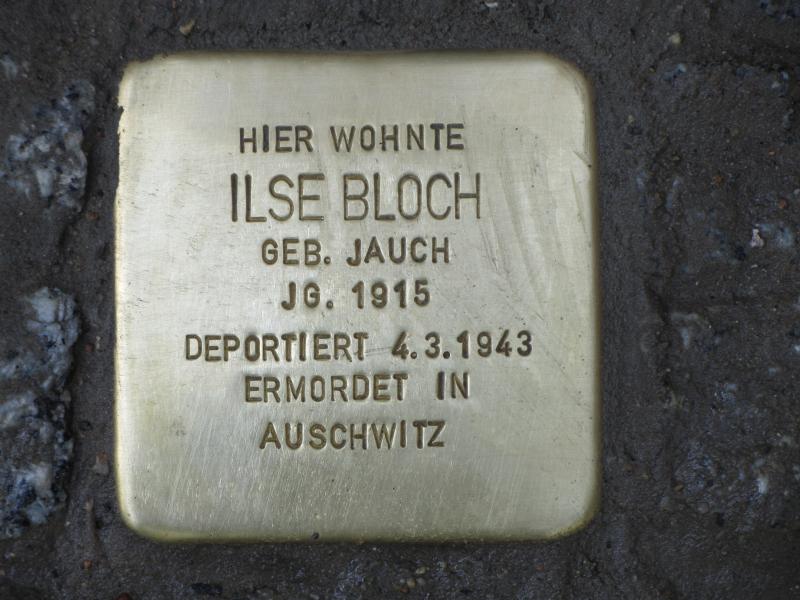 HIER WOHNTE
ILSE BLOCH
GEB. JAUCH
JG. 1915
DEPORTIERT 4.3.1943
ERMORDET IN
AUSCHWITZ